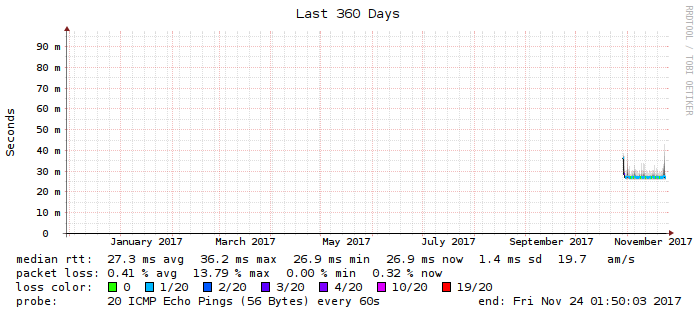 Last 360 Days
RRDTOOL / TOBI OETIKER
Seconds
90 m
80 m
70 m
60 m
50 m
40 m
30 m
20 m
10 m
0
January 2017 March 2017 May 2017 July 2017 September 2017 November 2017
median rtt: 27.3 ms avg 36.2 ms max 26.9 ms min 26.9 ms now 1.4 ms sd 19.7 am/s
packet loss: 0.41 % avg 13.79 % max 0.00 % min 0.32 % now
loss color: 0 1/20 2/20 3/20 4/20 10/20 19/20
probe: 20 ICMP Echo Pings (56 Bytes) every 60s end: Fri Nov 24 01:50:03 2017